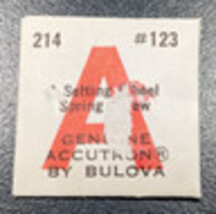 214 #123
Setting
Spring
GENUINE
ACCUTRON®
BY BULOVA